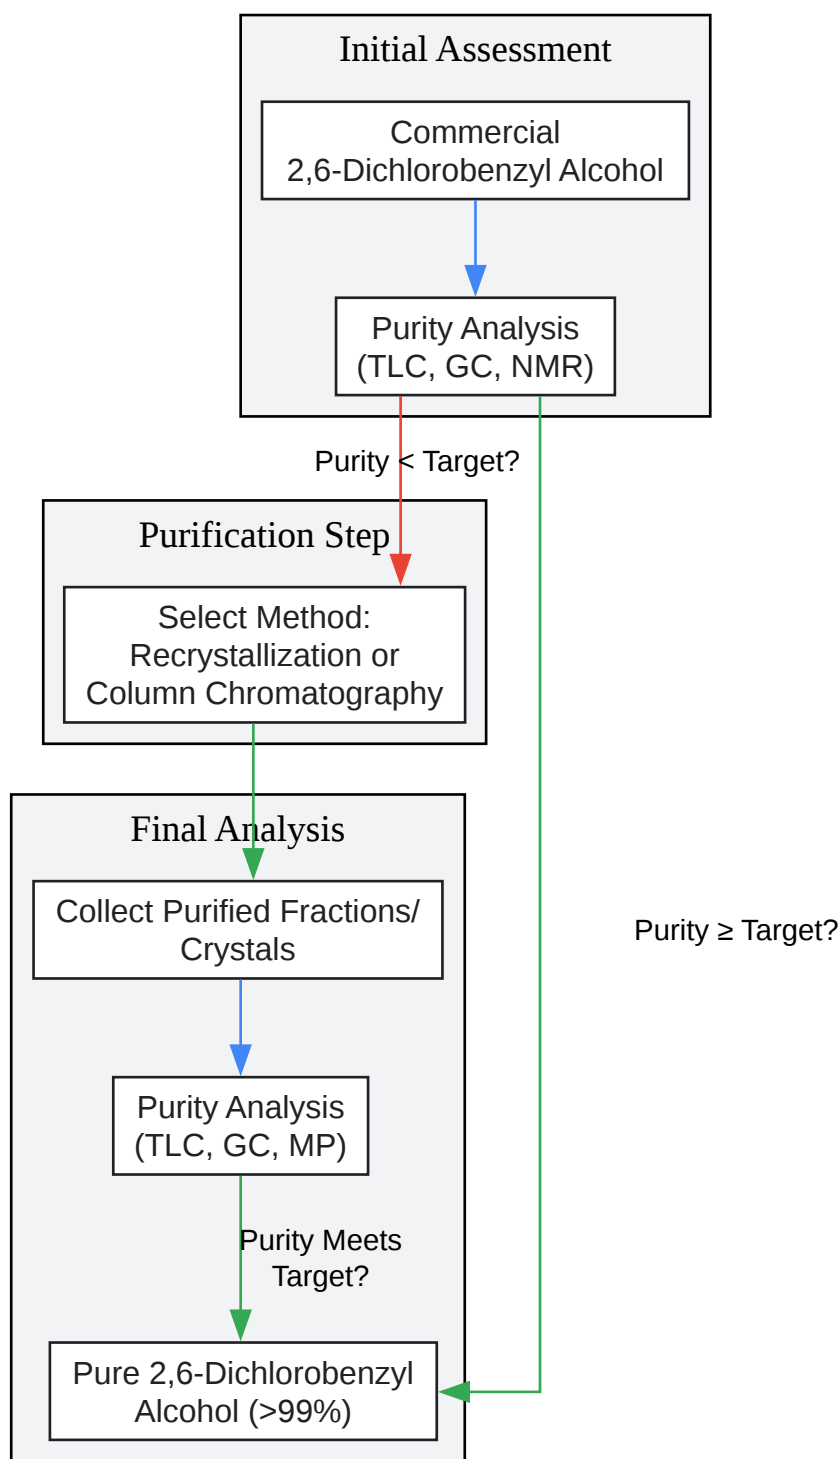 Initial Assessment
Commercial
2,6-Dichlorobenzyl Alcohol
Purity Analysis
(TLC, GC, NMR)
Purity < Target?
Purification Step
Select Method:
Recrystallization or
Column Chromatography
Final Analysis
Collect Purified Fractions/
Crystals
Purity ≥ Target?
Purity Analysis
(TLC, GC, MP)
Purity Meets
Target?
Pure 2,6-Dichlorobenzyl
Alcohol (>99%)